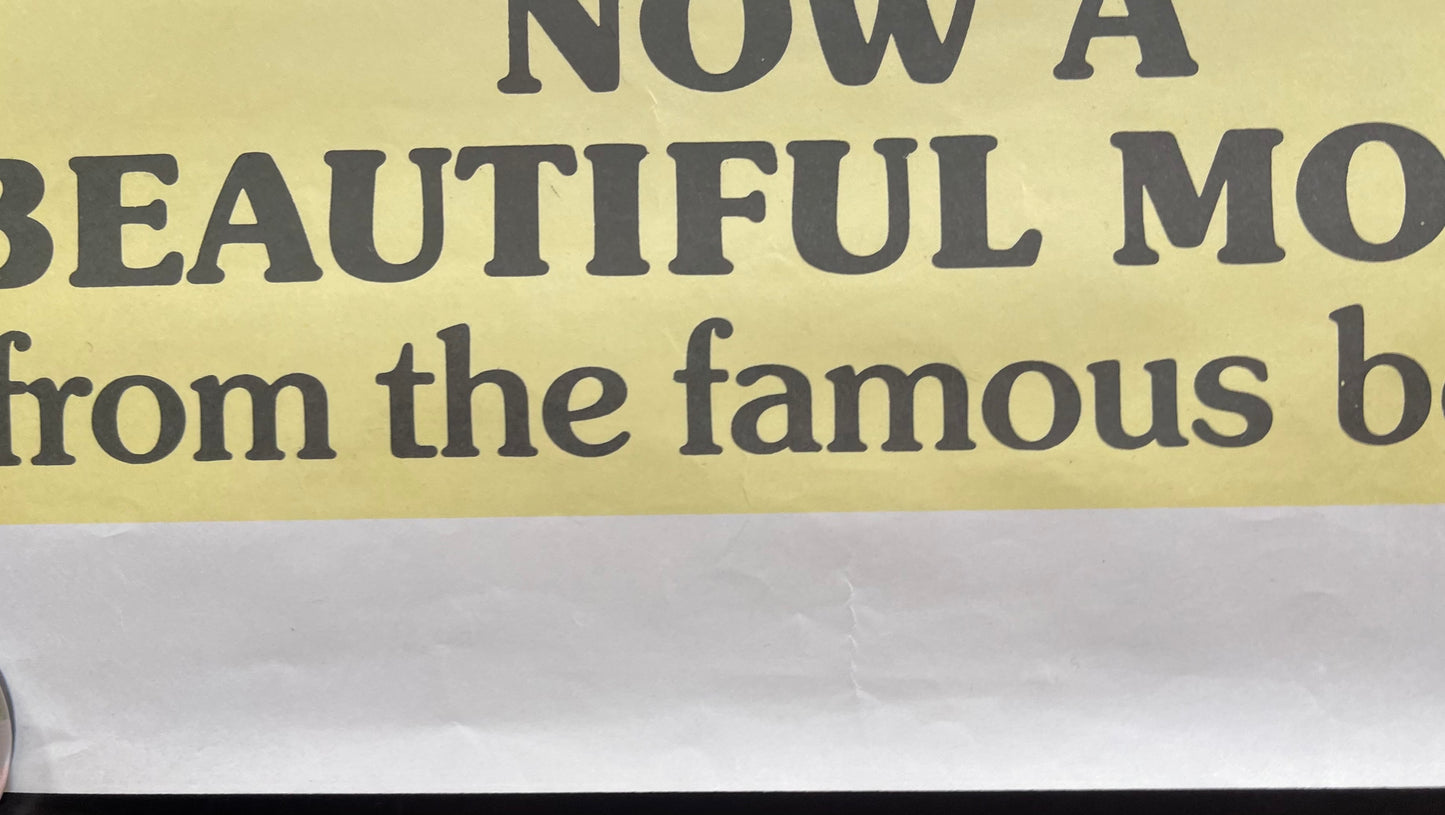 NOW A
BEAUTIFUL MO
from the famous b